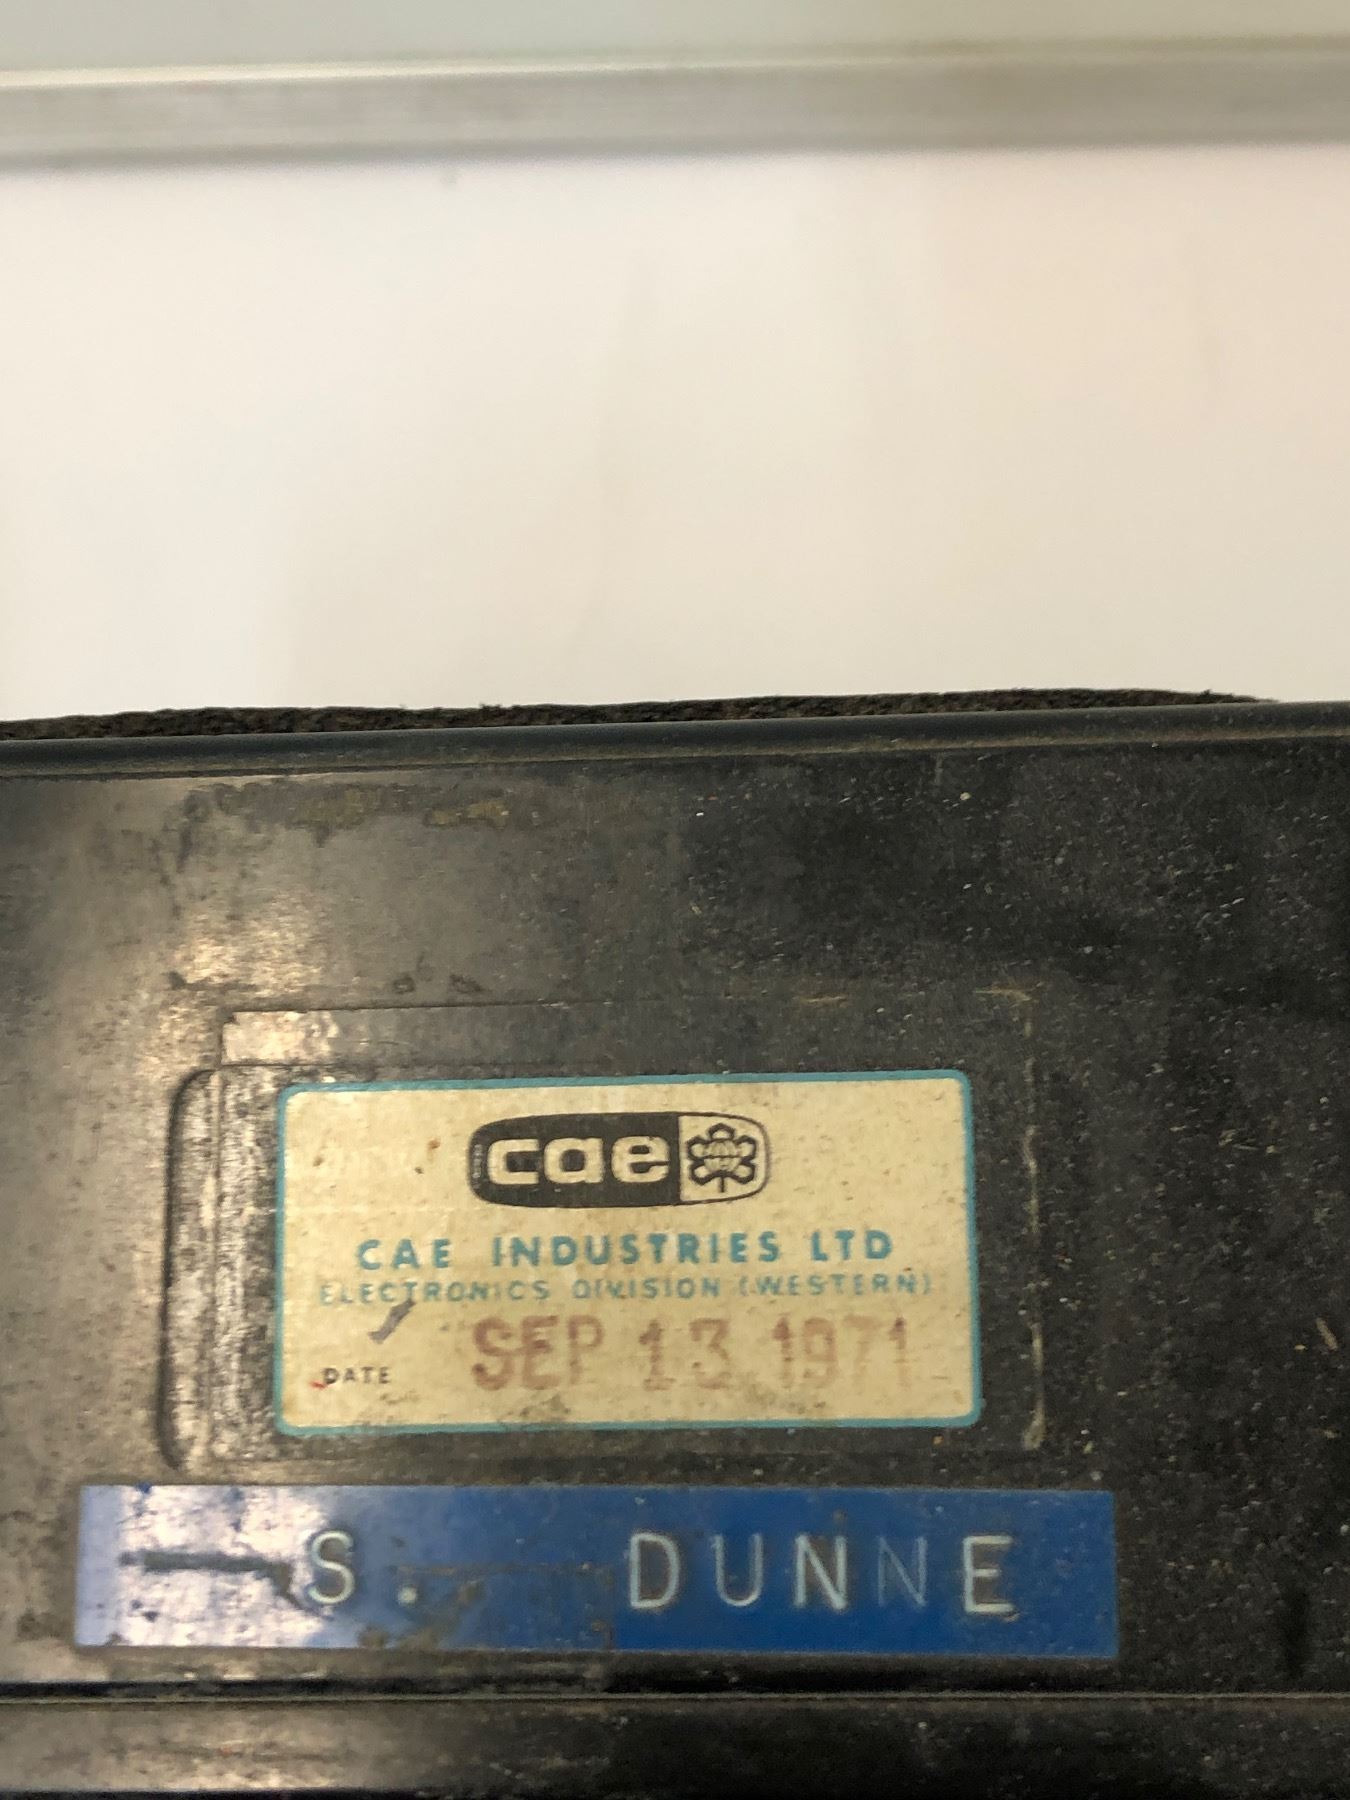 cae
CAE INDUSTRIES LTD
ELECTRONICS DIVISION (WESTERN)
DATE SEP 13 1971
S. DUNNE